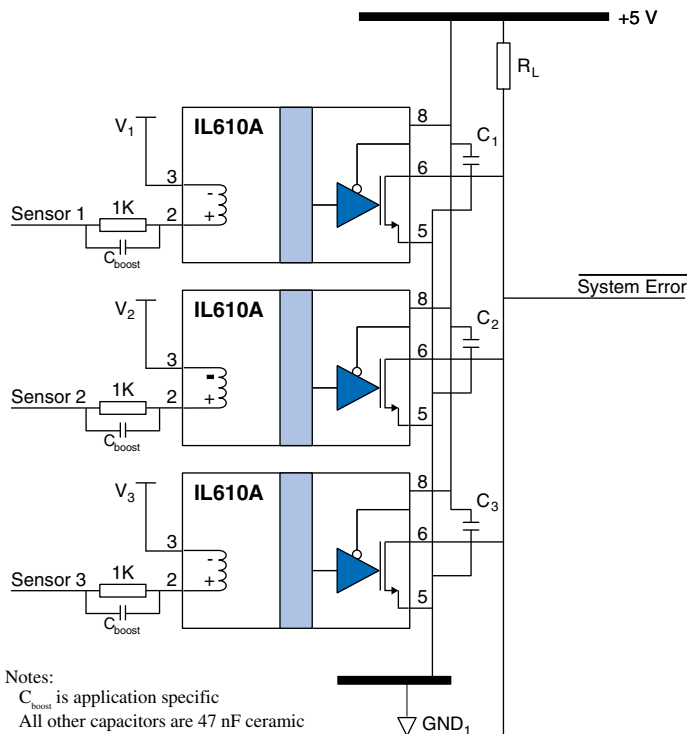 +5 V
R_L
IL610A
V_1
8
C_1
3
6
Sensor 1
1K
2
-
+
5
C_boost
System Error
IL610A
V_2
8
C_2
3
6
Sensor 2
1K
2
-
+
5
C_boost
IL610A
V_3
8
C_3
3
6
Sensor 3
1K
2
-
+
5
C_boost
Notes:
C_boost is application specific
All other capacitors are 47 nF ceramic
GND_1